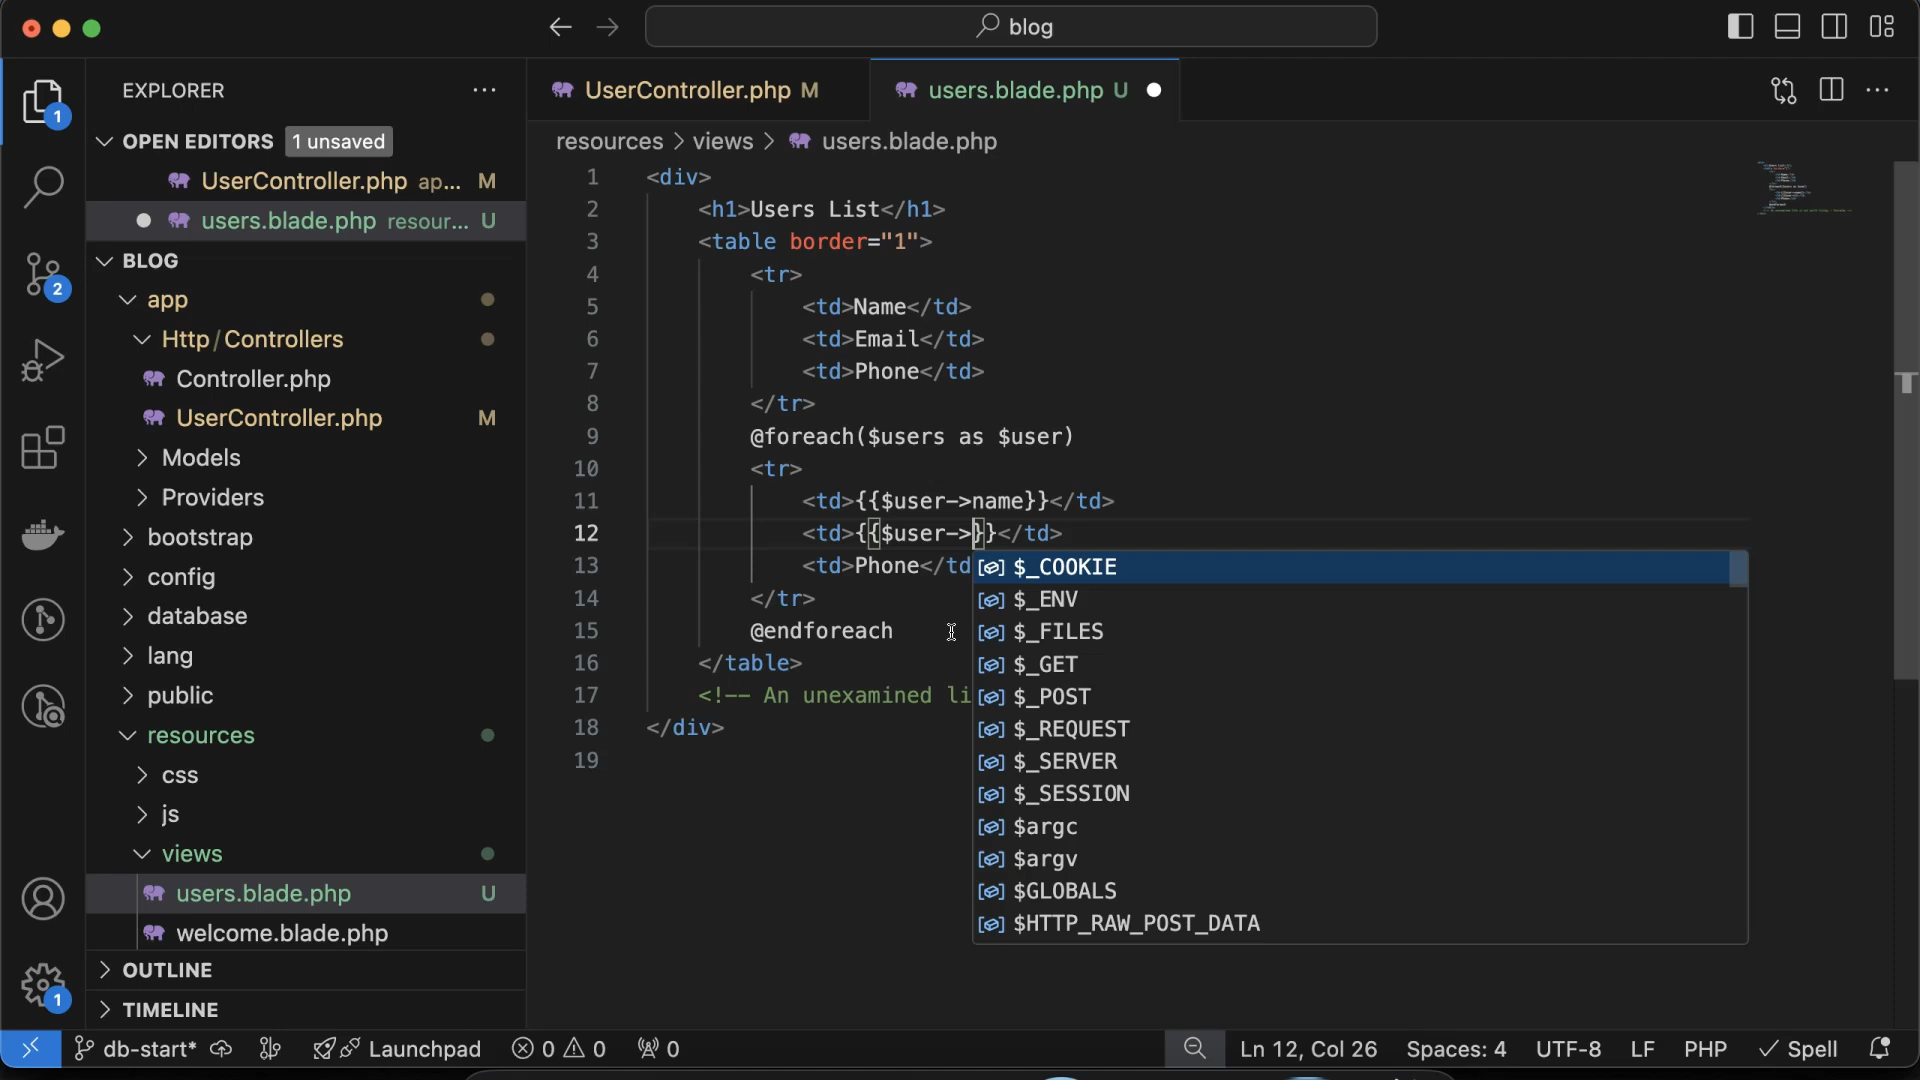 blog
EXPLORER
OPEN EDITORS 1 unsaved
UserController.php ap... M
users.blade.php resour... U
BLOG
app
Http/Controllers
Controller.php
UserController.php M
Models
Providers
bootstrap
config
database
lang
public
resources
css
js
views
users.blade.php U
welcome.blade.php
OUTLINE
TIMELINE
1
2
1
UserController.php M users.blade.php U
resources > views > users.blade.php
1 <div>
2 <h1>Users List</h1>
3 <table border="1">
4 <tr>
5 <td>Name</td>
6 <td>Email</td>
7 <td>Phone</td>
8 </tr>
9 @foreach($users as $user)
10 <tr>
11 <td>{{$user->name}}</td>
12 <td>{{$user->}}</td>
13 <td>Phone</td
14 </tr>
15 @endforeach
16 </table>
17 <!-- An unexamined li
18 </div>
19
$_COOKIE
$_ENV
$_FILES
$_GET
$_POST
$_REQUEST
$_SERVER
$_SESSION
$argc
$argv
$GLOBALS
$HTTP_RAW_POST_DATA
db-start* Launchpad 0 0 0 Ln 12, Col 26 Spaces: 4 UTF-8 LF PHP Spell